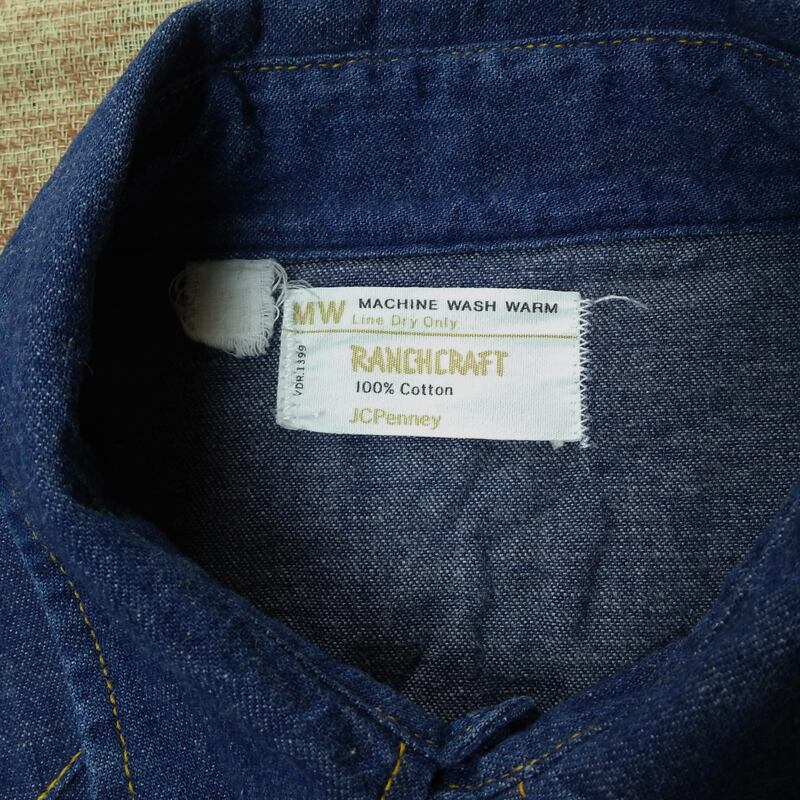 MW MACHINE WASH WARM
Line Dry Only
VDR.1399
RANCHCRAFT
100% Cotton
JCPenney